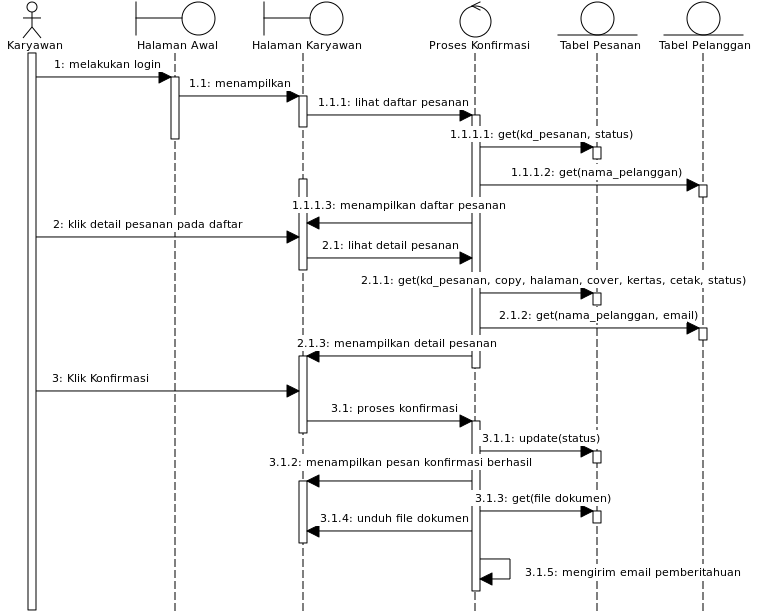 Karyawan
Halaman Awal
Halaman Karyawan
Proses Konfirmasi
Tabel Pesanan
Tabel Pelanggan
1: melakukan login
1.1: menampilkan
1.1.1: lihat daftar pesanan
1.1.1.1: get(kd_pesanan, status)
1.1.1.2: get(nama_pelanggan)
1.1.1.3: menampilkan daftar pesanan
2: klik detail pesanan pada daftar
2.1: lihat detail pesanan
2.1.1: get(kd_pesanan, copy, halaman, cover, kertas, cetak, status)
2.1.2: get(nama_pelanggan, email)
2.1.3: menampilkan detail pesanan
3: Klik Konfirmasi
3.1: proses konfirmasi
3.1.1: update(status)
3.1.2: menampilkan pesan konfirmasi berhasil
3.1.3: get(file dokumen)
3.1.4: unduh file dokumen
3.1.5: mengirim email pemberitahuan